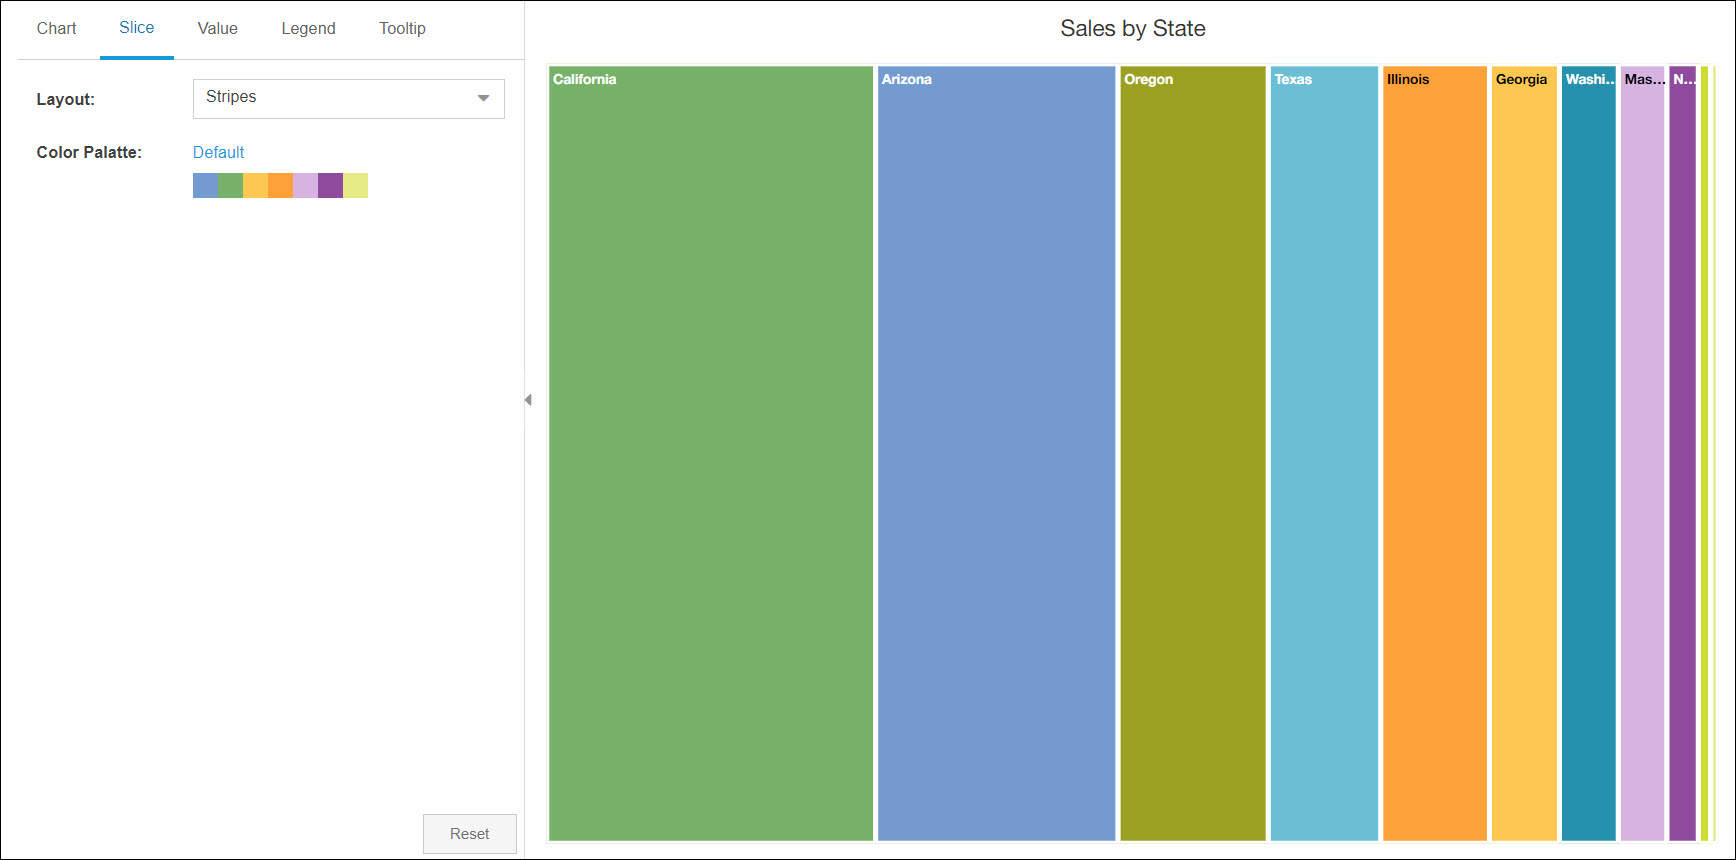 Chart Slice Value Legend Tooltip
Layout: Stripes
Color Palatte: Default
Reset
Sales by State
California Arizona Oregon Texas Illinois Georgia Washi... Mas... N...